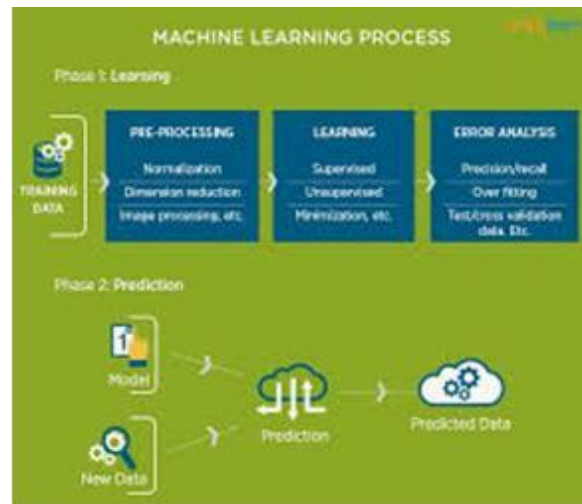 MACHINE LEARNING PROCESS
Phase 1: Learning
TRAINING
DATA
PRE-PROCESSING
Normalization
Dimension reduction
Image processing, etc.
LEARNING
Supervised
Unsupervised
Minimization, etc.
ERROR ANALYSIS
Precision/recall
Over fitting
Test/cross validation
data. Etc.
Phase 2: Prediction
1
Model
New Data
Prediction
Predicted Data